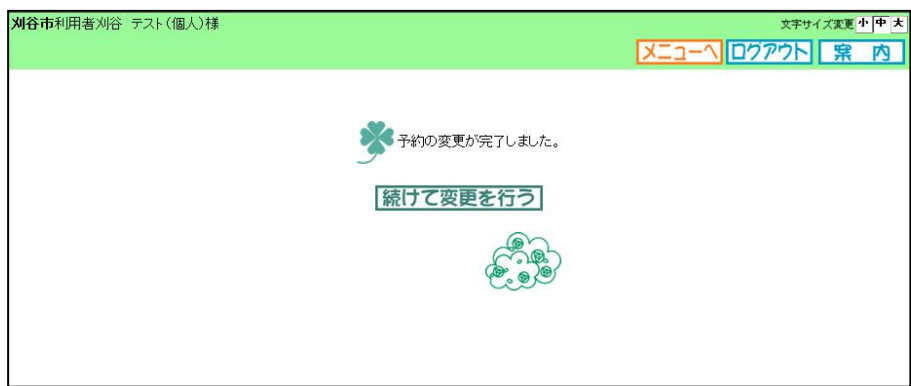 刈谷市利用者刈谷 テスト(個人)様
文字サイズ変更 小 中 大
メニューへ ログアウト 案 内
予約の変更が完了しました。
続けて変更を行う